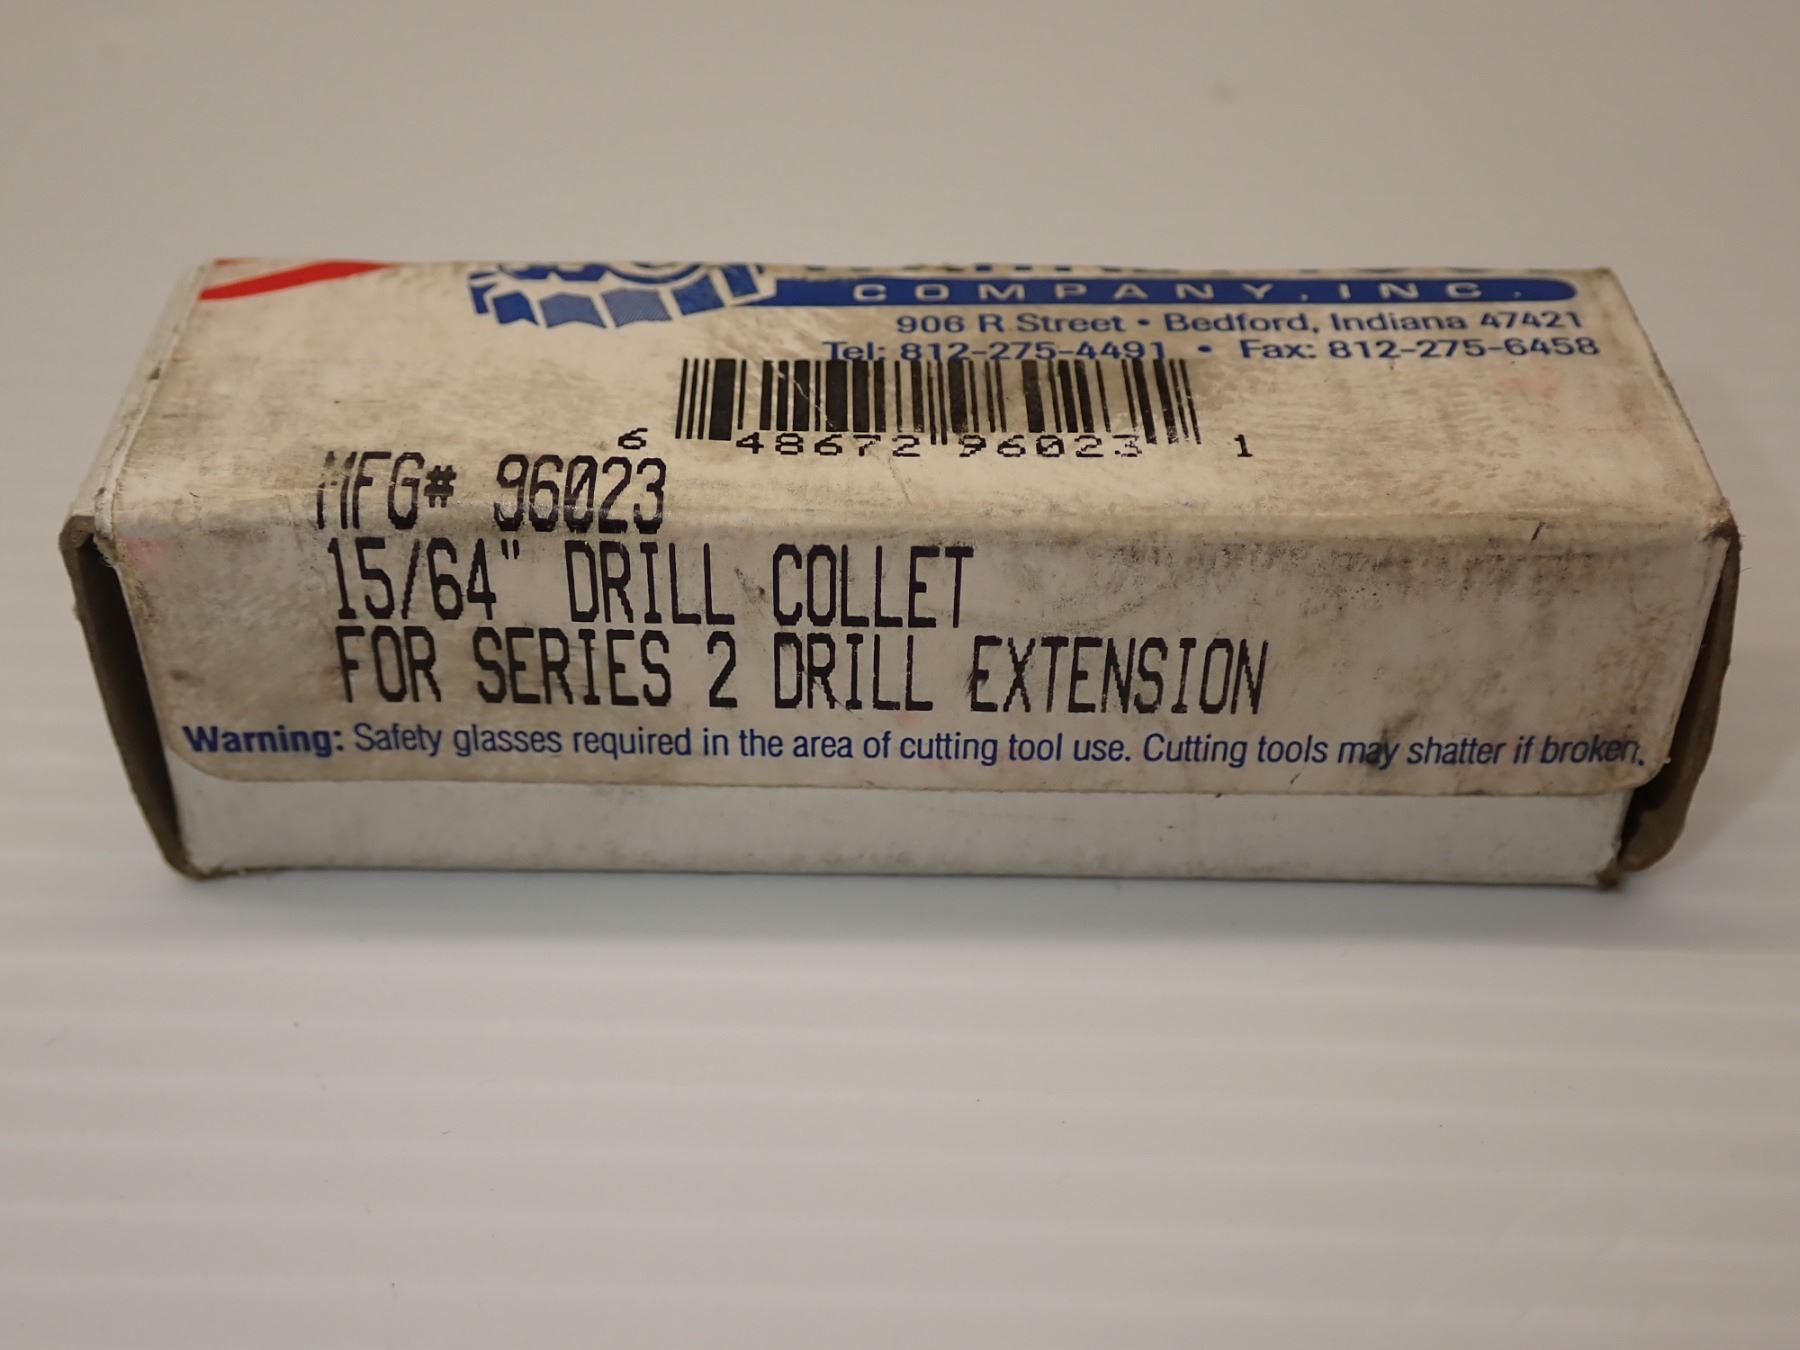 COMPANY, INC.
906 R Street • Bedford, Indiana 47421
Tel: 812-275-4491 • Fax: 812-275-6458
6 48672 96023 1
MFG# 96023
15/64" DRILL COLLET
FOR SERIES 2 DRILL EXTENSION
Warning: Safety glasses required in the area of cutting tool use. Cutting tools may shatter if broken.